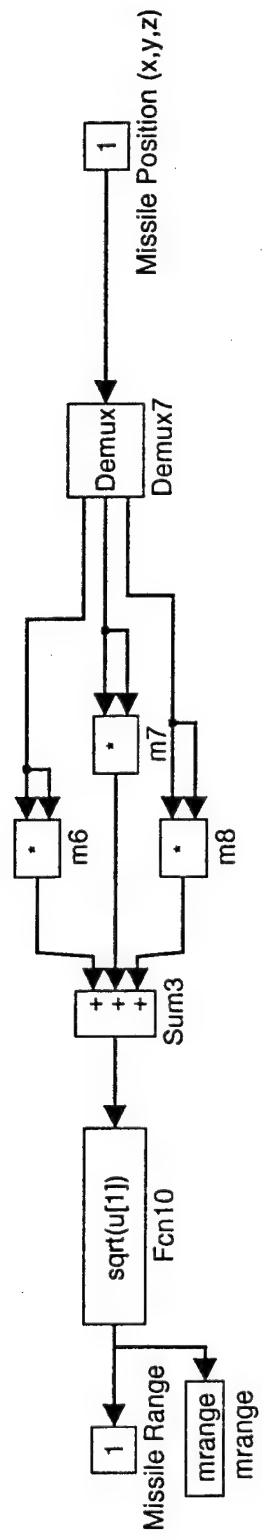 1
Missile Position (x,y,z)
Demux
Demux7
*
m6
*
m7
*
m8
+
+
+
Sum3
sqrt(u[1])
Fcn10
1
Missile Range
mrange
mrange